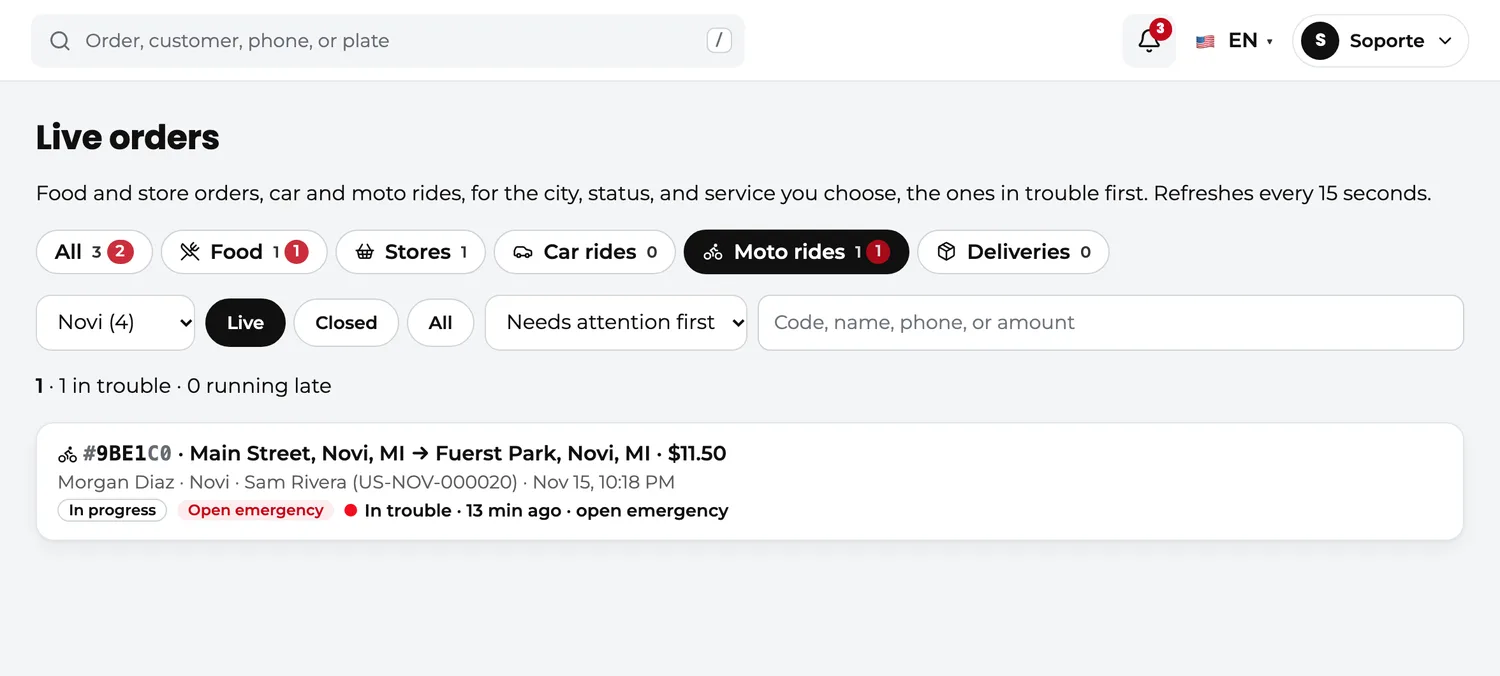 Order, customer, phone, or plate /
3
EN
S Soporte
Live orders
Food and store orders, car and moto rides, for the city, status, and service you choose, the ones in trouble first. Refreshes every 15 seconds.
All 3 2 Food 1 1 Stores 1 Car rides 0 Moto rides 1 1 Deliveries 0
Novi (4) Live Closed All Needs attention first Code, name, phone, or amount
1 · 1 in trouble · 0 running late
#9BE1C0 · Main Street, Novi, MI → Fuerst Park, Novi, MI · $11.50
Morgan Diaz · Novi · Sam Rivera (US-NOV-000020) · Nov 15, 10:18 PM
In progress Open emergency In trouble · 13 min ago · open emergency